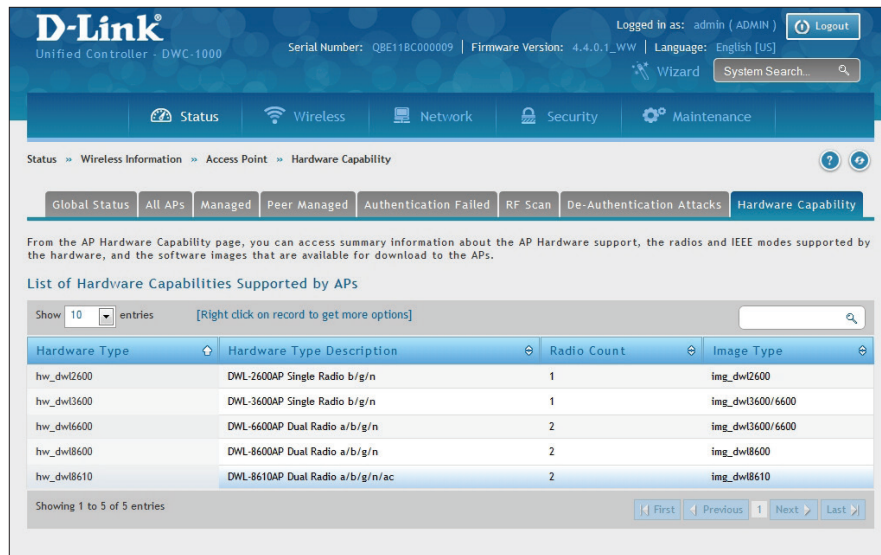 D-Link®
Unified Controller - DWC-1000
Logged in as: admin ( ADMIN ) Logout
Serial Number: QBE11BC000009 | Firmware Version: 4.4.0.1_WW | Language: English [US]
Wizard System Search...
Status Wireless Network Security Maintenance
Status » Wireless Information » Access Point » Hardware Capability ?
Global Status All APs Managed Peer Managed Authentication Failed RF Scan De-Authentication Attacks Hardware Capability
From the AP Hardware Capability page, you can access summary information about the AP Hardware support, the radios and IEEE modes supported by
the hardware, and the software images that are available for download to the APs.
List of Hardware Capabilities Supported by APs
Show 10 entries [Right click on record to get more options]
Hardware Type Hardware Type Description Radio Count Image Type
hw_dwl2600 DWL-2600AP Single Radio b/g/n 1 img_dwl2600
hw_dwl3600 DWL-3600AP Single Radio b/g/n 1 img_dwl3600/6600
hw_dwl6600 DWL-6600AP Dual Radio a/b/g/n 2 img_dwl3600/6600
hw_dwl8600 DWL-8600AP Dual Radio a/b/g/n 2 img_dwl8600
hw_dwl8610 DWL-8610AP Dual Radio a/b/g/n/ac 2 img_dwl8610
Showing 1 to 5 of 5 entries First Previous 1 Next Last